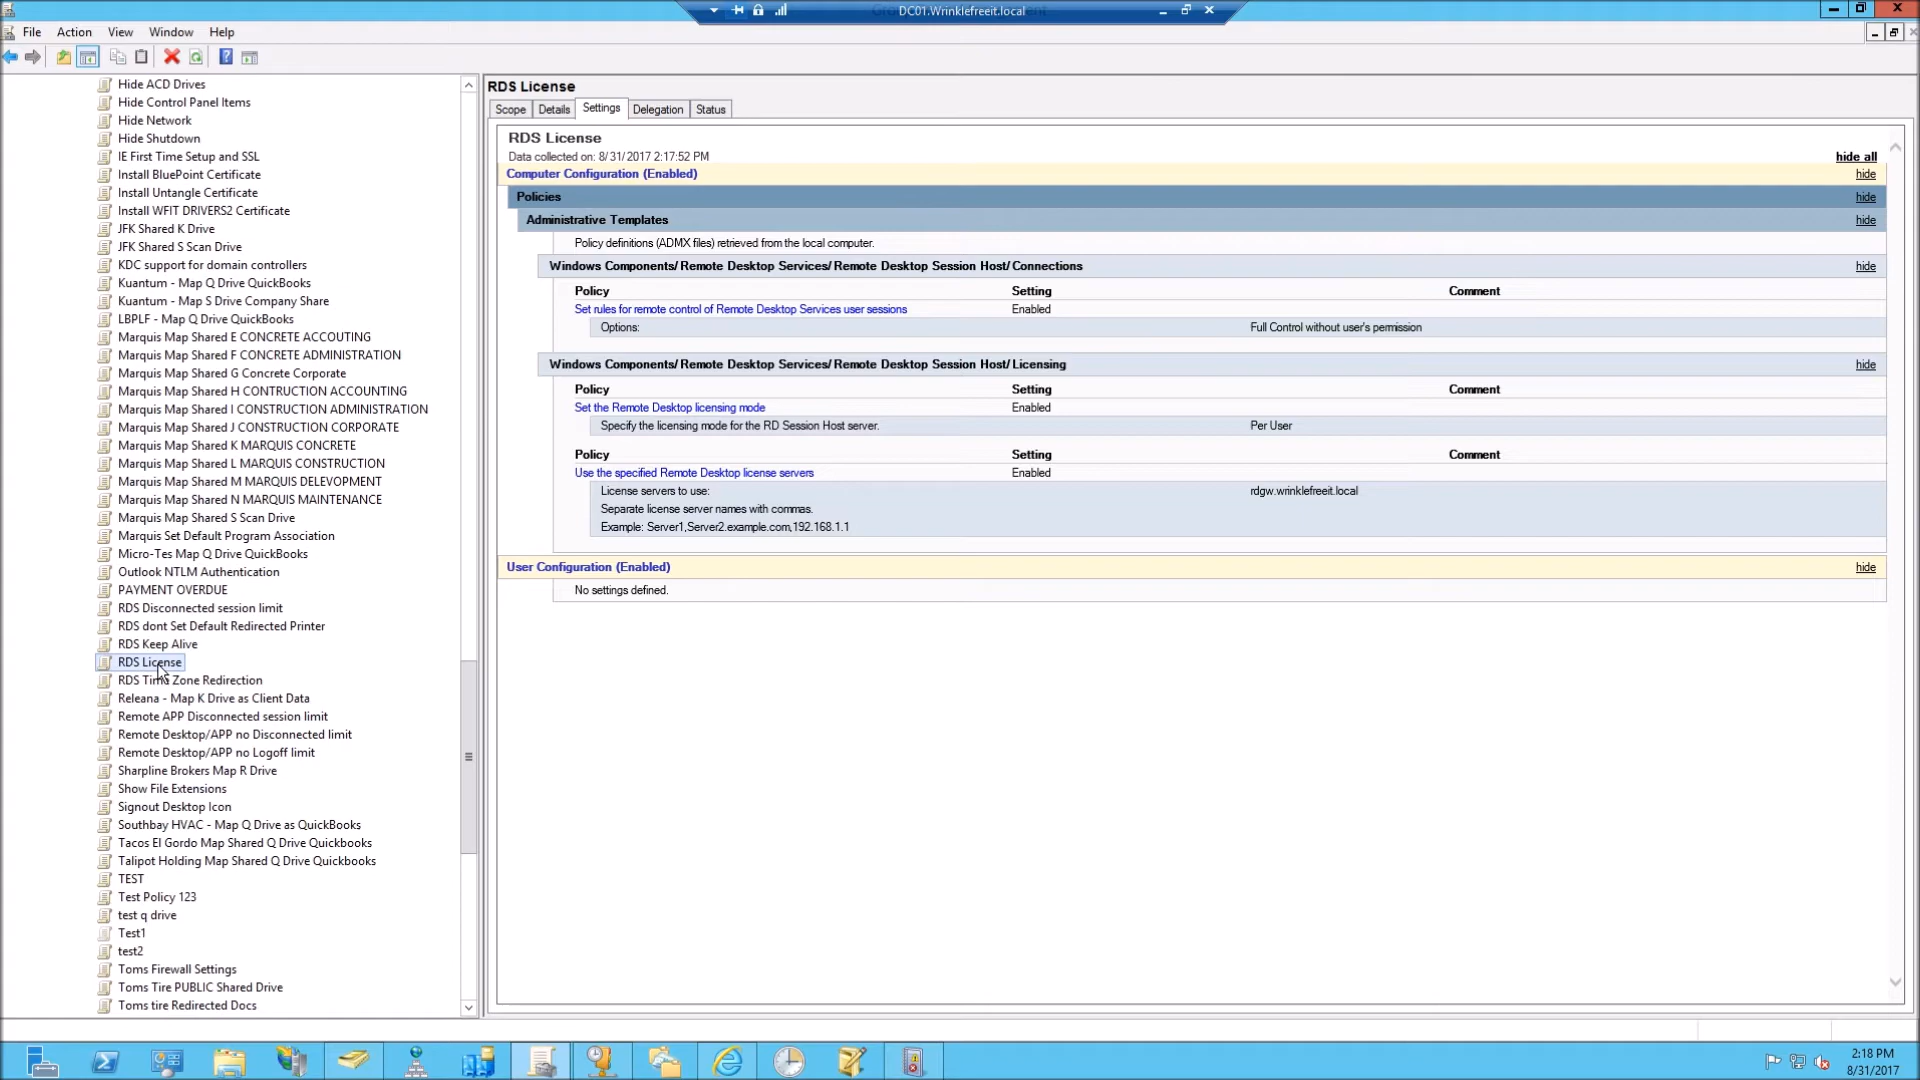 DC01.Wrinklefreeit.local
File Action View Window Help
Hide ACD Drives
Hide Control Panel Items
Hide Network
Hide Shutdown
IE First Time Setup and SSL
Install BluePoint Certificate
Install Untangle Certificate
Install WFIT DRIVERS2 Certificate
JFK Shared K Drive
JFK Shared S Scan Drive
KDC support for domain controllers
Kuantum - Map Q Drive QuickBooks
Kuantum - Map S Drive Company Share
LBPLF - Map Q Drive QuickBooks
Marquis Map Shared E CONCRETE ACCOUTING
Marquis Map Shared F CONCRETE ADMINISTRATION
Marquis Map Shared G Concrete Corporate
Marquis Map Shared H CONTRUCTION ACCOUNTING
Marquis Map Shared I CONSTRUCTION ADMINISTRATION
Marquis Map Shared J CONSTRUCTION CORPORATE
Marquis Map Shared K MARQUIS CONCRETE
Marquis Map Shared L MARQUIS CONSTRUCTION
Marquis Map Shared M MARQUIS DELEVOPMENT
Marquis Map Shared N MARQUIS MAINTENANCE
Marquis Map Shared S Scan Drive
Marquis Set Default Program Association
Micro-Tes Map Q Drive QuickBooks
Outlook NTLM Authentication
PAYMENT OVERDUE
RDS Disconnected session limit
RDS dont Set Default Redirected Printer
RDS Keep Alive
RDS License
RDS Time Zone Redirection
Releana - Map K Drive as Client Data
Remote APP Disconnected session limit
Remote Desktop/APP no Disconnected limit
Remote Desktop/APP no Logoff limit
Sharpline Brokers Map R Drive
Show File Extensions
Signout Desktop Icon
Southbay HVAC - Map Q Drive as QuickBooks
Tacos El Gordo Map Shared Q Drive Quickbooks
Talipot Holding Map Shared Q Drive Quickbooks
TEST
Test Policy 123
test q drive
Test1
test2
Toms Firewall Settings
Toms Tire PUBLIC Shared Drive
Toms tire Redirected Docs
RDS License
Scope Details Settings Delegation Status
RDS License
Data collected on: 8/31/2017 2:17:52 PM hide all
Computer Configuration (Enabled) hide
Policies hide
Administrative Templates hide
Policy definitions (ADMX files) retrieved from the local computer.
Windows Components/Remote Desktop Services/Remote Desktop Session Host/Connections hide
Policy Setting Comment
Set rules for remote control of Remote Desktop Services user sessions Enabled
Options: Full Control without user's permission
Windows Components/Remote Desktop Services/Remote Desktop Session Host/Licensing hide
Policy Setting Comment
Set the Remote Desktop licensing mode Enabled
Specify the licensing mode for the RD Session Host server. Per User
Policy Setting Comment
Use the specified Remote Desktop license servers Enabled
License servers to use: rdgw.wrinklefreeit.local
Separate license server names with commas.
Example: Server1,Server2.example.com,192.168.1.1
User Configuration (Enabled) hide
No settings defined.
2:18 PM
8/31/2017